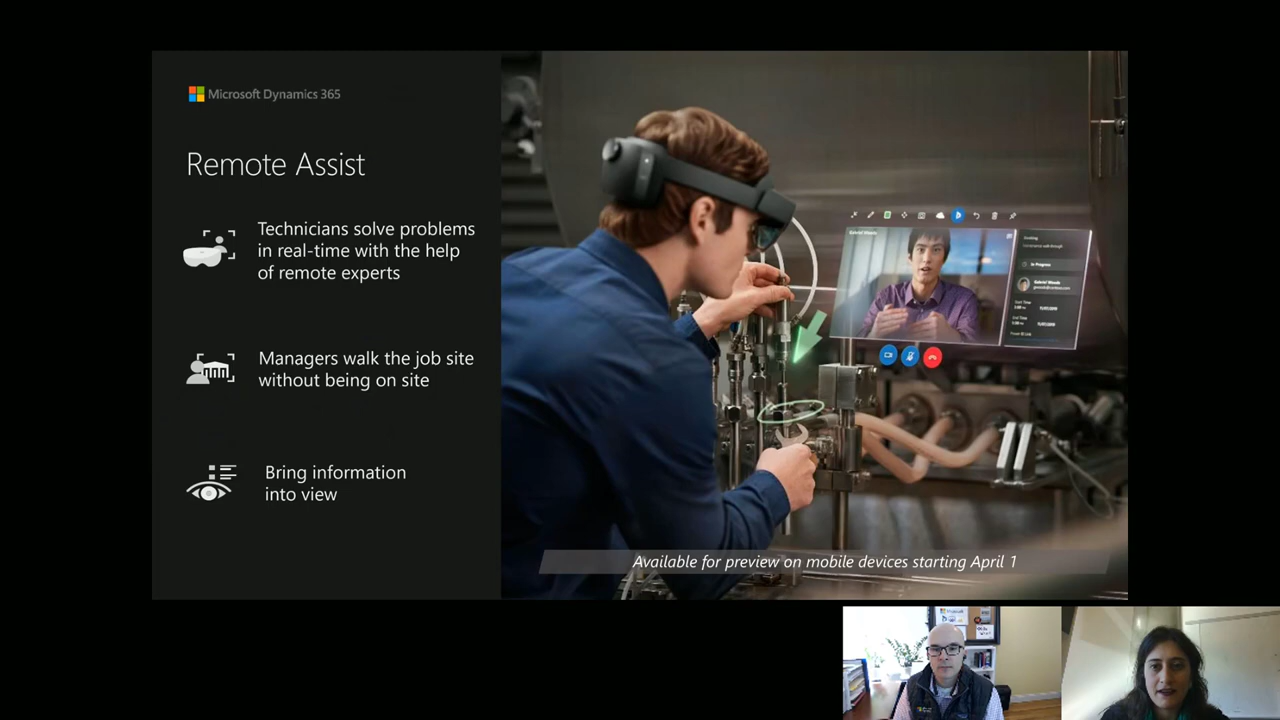 Microsoft Dynamics 365
Remote Assist
Technicians solve problems
in real-time with the help
of remote experts
Managers walk the job site
without being on site
Bring information
into view
In Progress
Available for preview on mobile devices starting April 1
Microsoft